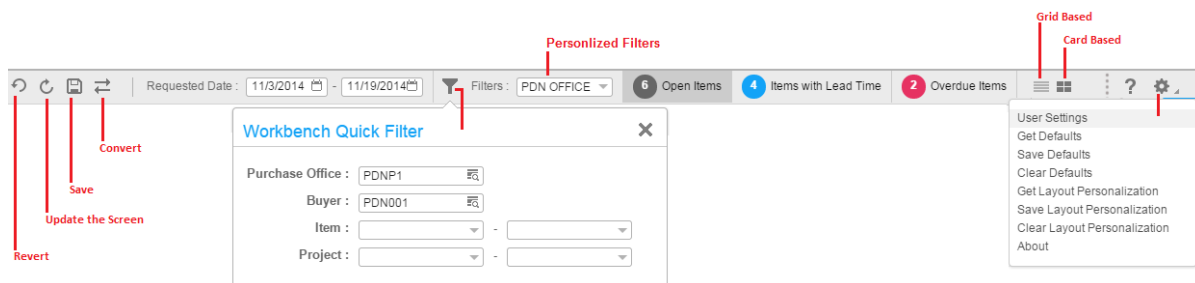 Grid Based
Card Based
Personlized Filters
Requested Date : 11/3/2014 - 11/19/2014 Filters : PDN OFFICE 6 Open Items 4 Items with Lead Time 2 Overdue Items ?
Workbench Quick Filter
Purchase Office : PDNP1
Buyer : PDN001
Item : -
Project : -
Convert
Save
Update the Screen
Revert
User Settings
Get Defaults
Save Defaults
Clear Defaults
Get Layout Personalization
Save Layout Personalization
Clear Layout Personalization
About